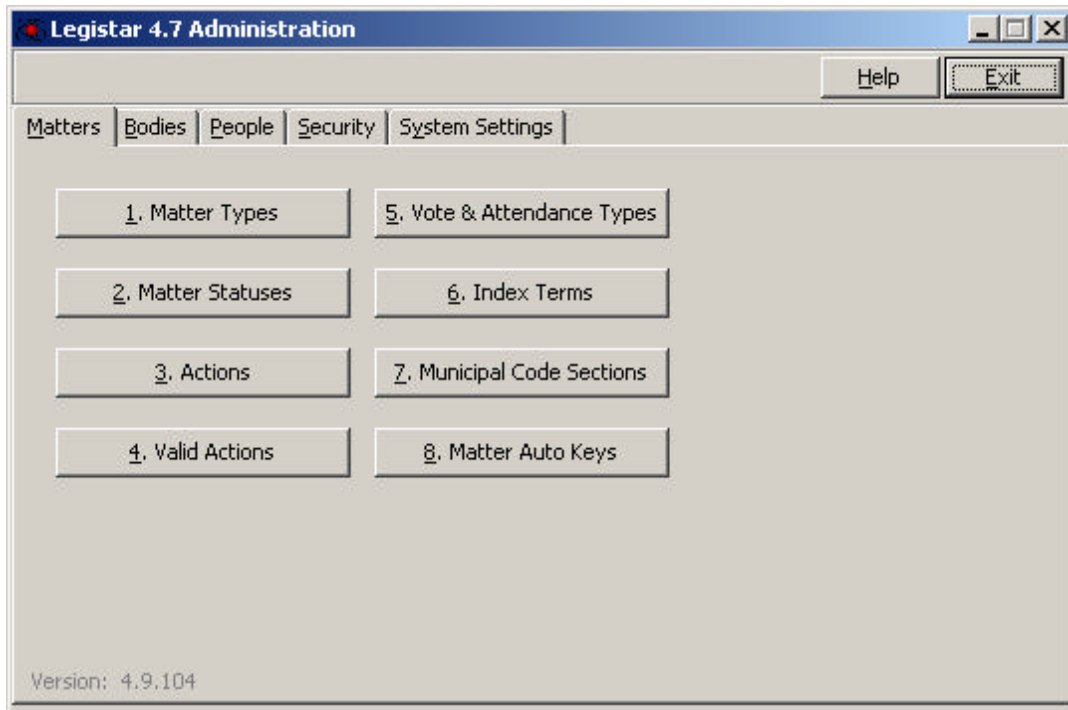 Legistar 4.7 Administration
Help Exit
Matters Bodies People Security System Settings
1. Matter Types 5. Vote & Attendance Types
2. Matter Statuses 6. Index Terms
3. Actions 7. Municipal Code Sections
4. Valid Actions 8. Matter Auto Keys
Version: 4.9.104